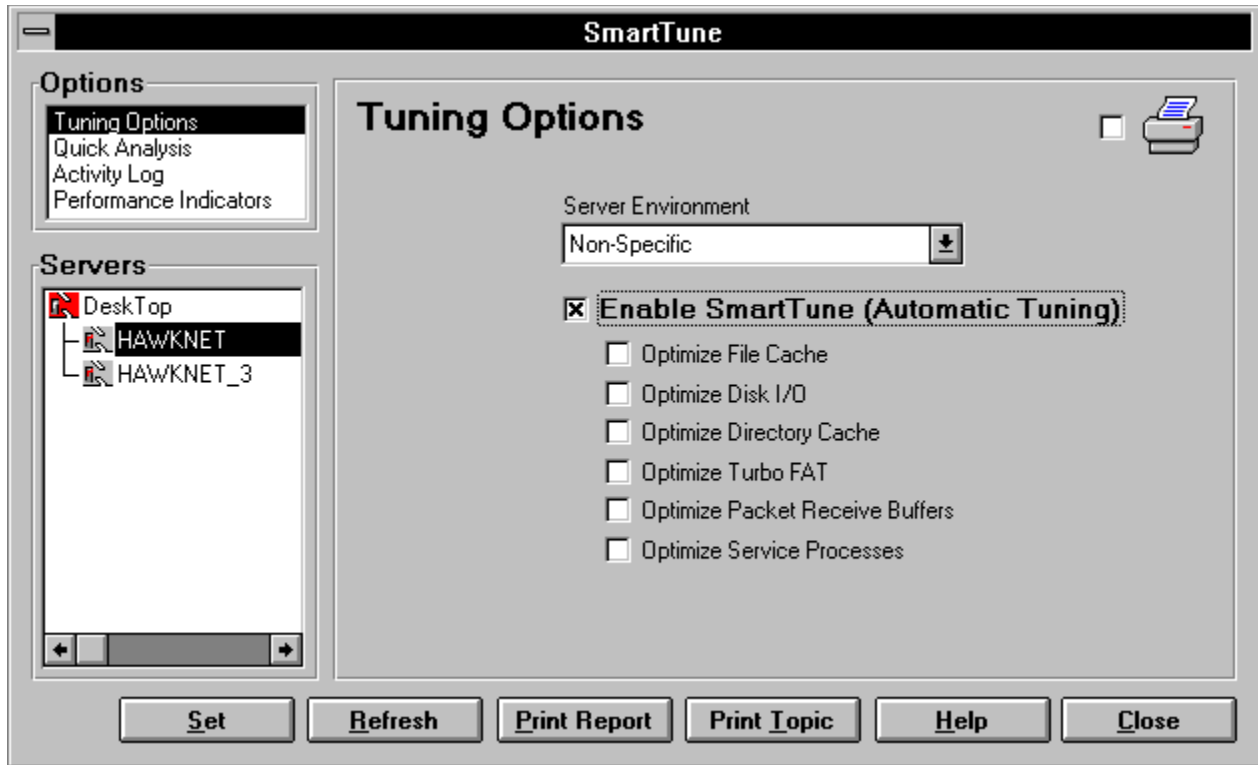 SmartTune
Options
Tuning Options
Quick Analysis
Activity Log
Performance Indicators
Servers
DeskTop
HAWKNET
HAWKNET_3
Tuning Options
Server Environment
Non-Specific
Enable SmartTune (Automatic Tuning)
Optimize File Cache
Optimize Disk I/O
Optimize Directory Cache
Optimize Turbo FAT
Optimize Packet Receive Buffers
Optimize Service Processes
Set Refresh Print Report Print Topic Help Close